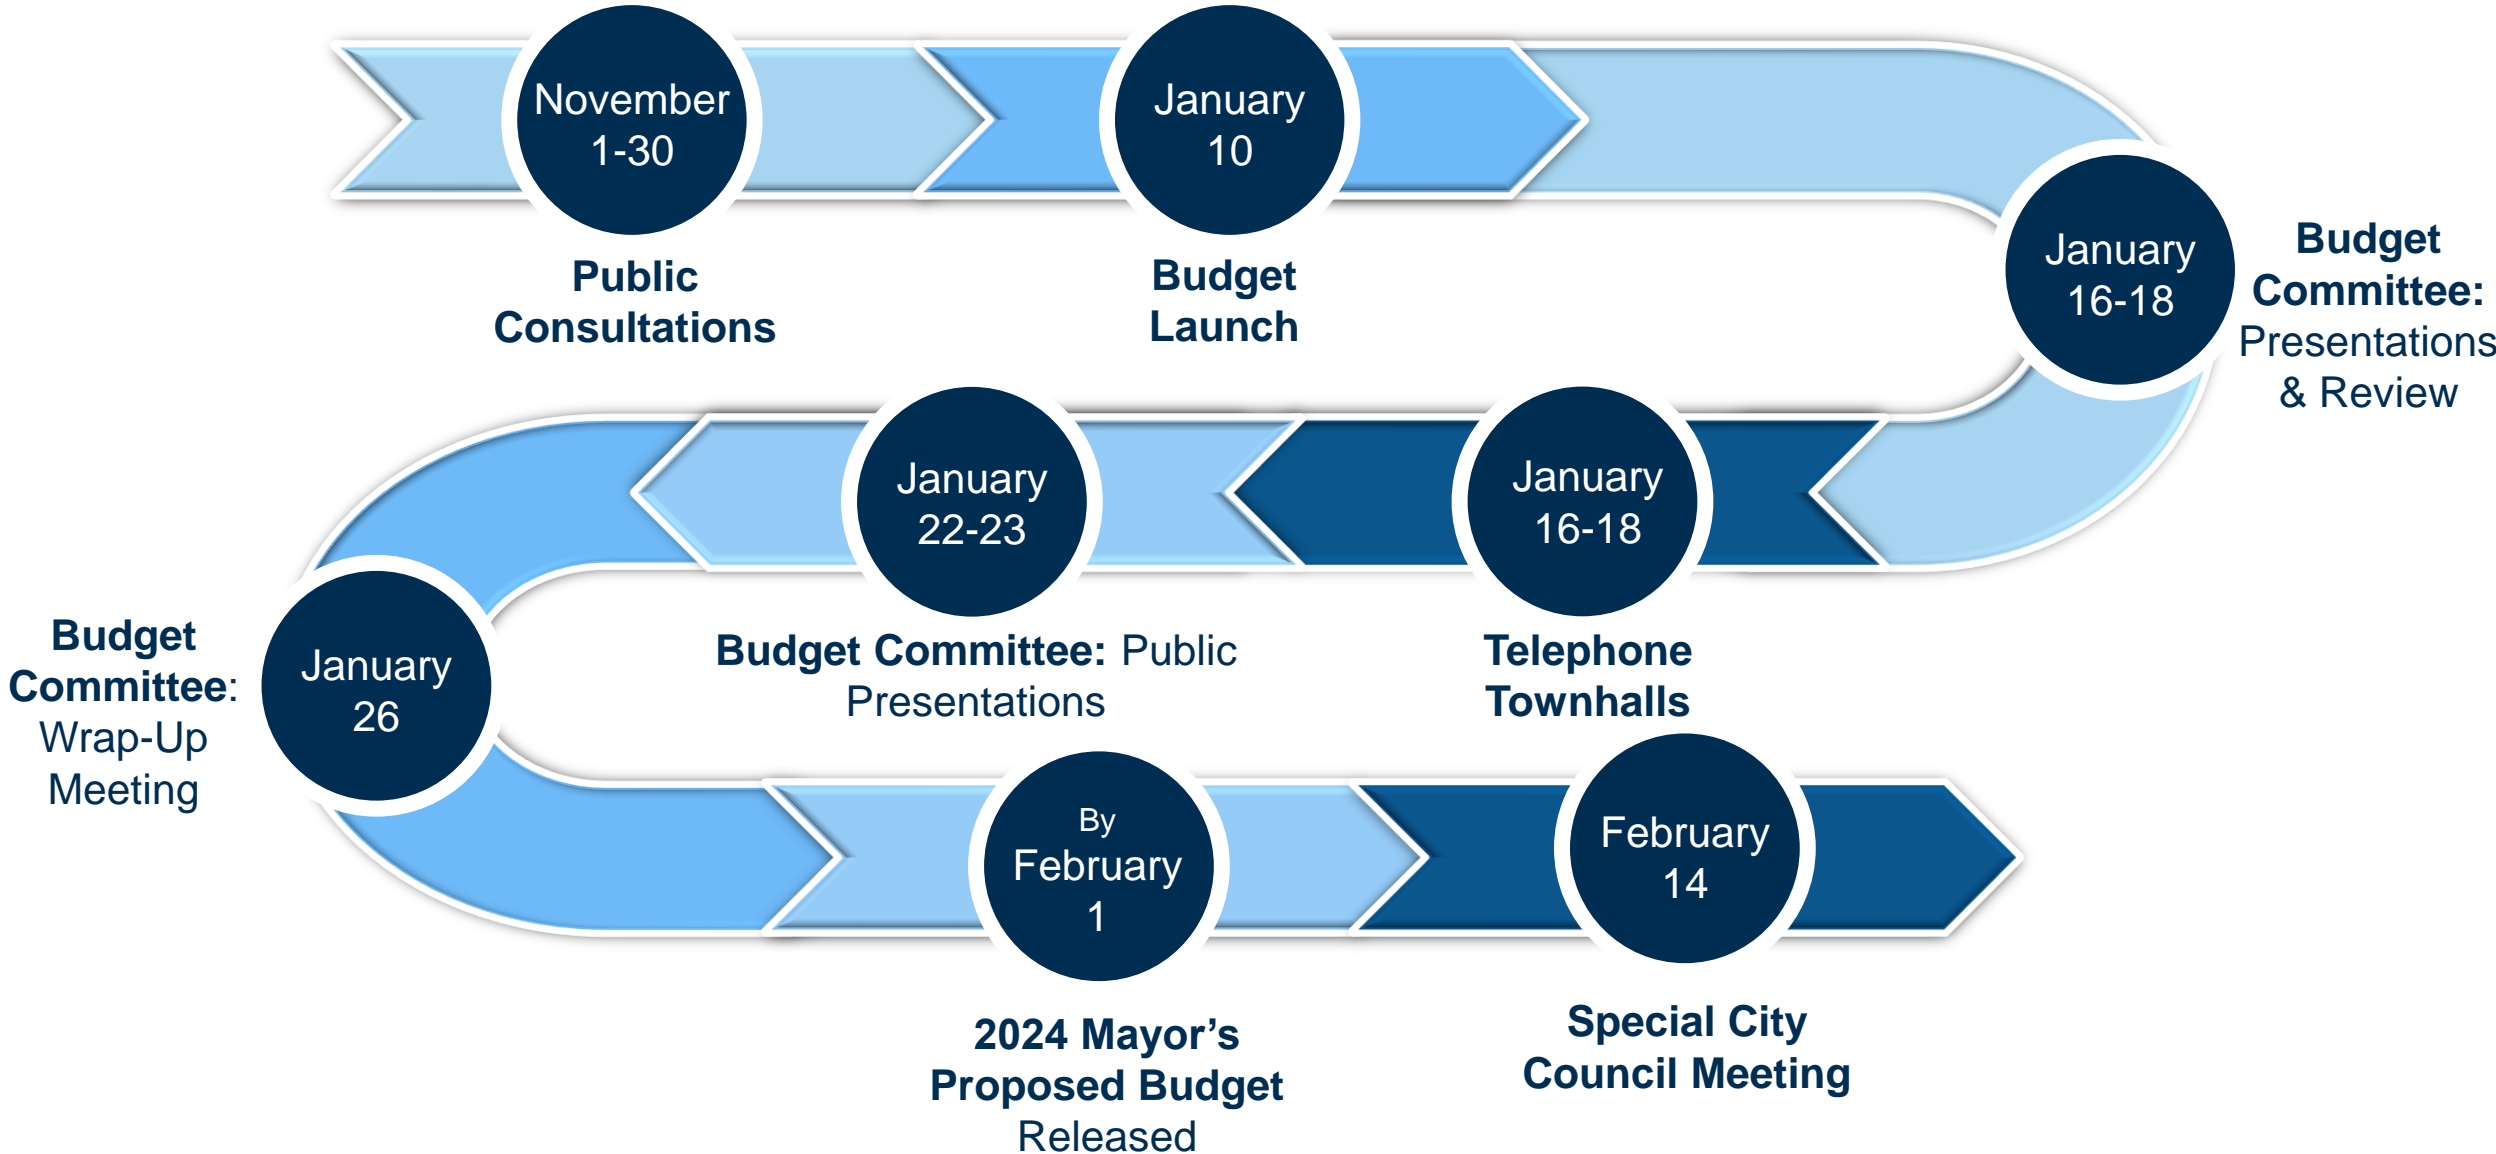 November
1-30
Public
Consultations
January
10
Budget
Launch
January
16-18
Budget
Committee:
Presentations
& Review
January
16-18
Telephone
Townhalls
January
22-23
Budget Committee: Public
Presentations
January
26
Budget
Committee:
Wrap-Up
Meeting
By
February
1
2024 Mayor’s
Proposed Budget
Released
February
14
Special City
Council Meeting